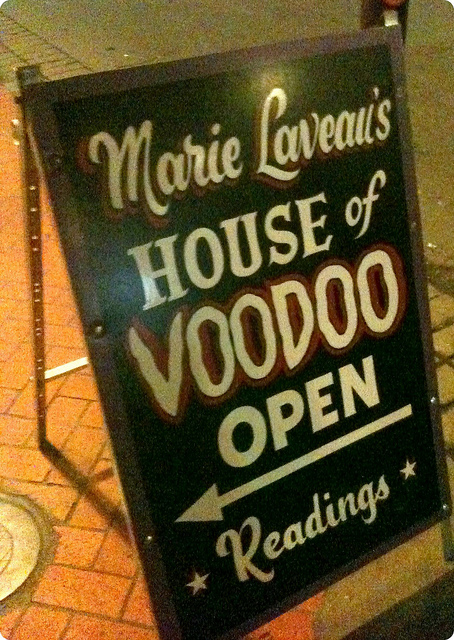 Marie Laveau's
HOUSE of
VOODOO
OPEN
Readings